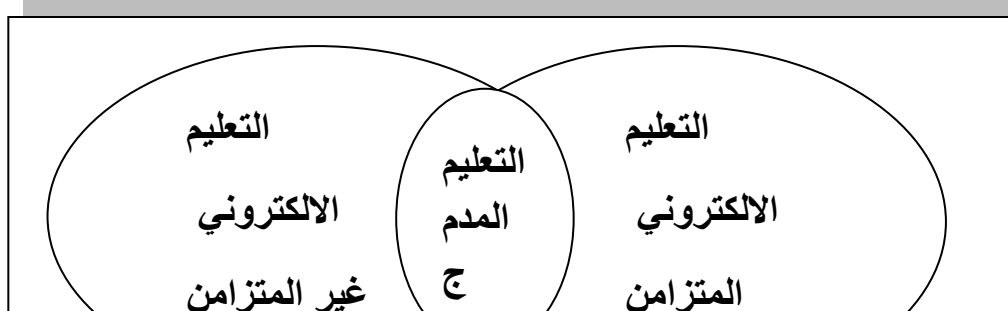 التعليم
الالكتروني
المتزامن
التعليم
المدم
ج
التعليم
الالكتروني
غير المتزامن